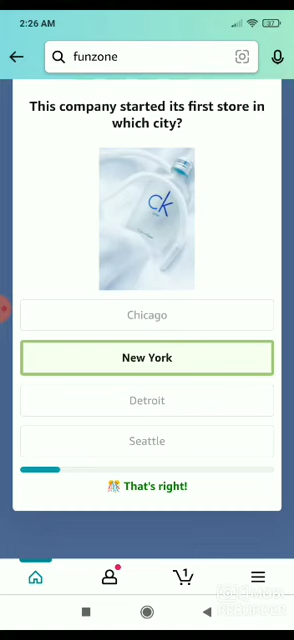 2:26 AM
37
funzone
This company started its first store in
which city?
ck
Chicago
New York
Detroit
Seattle
🎊 That's right!
1